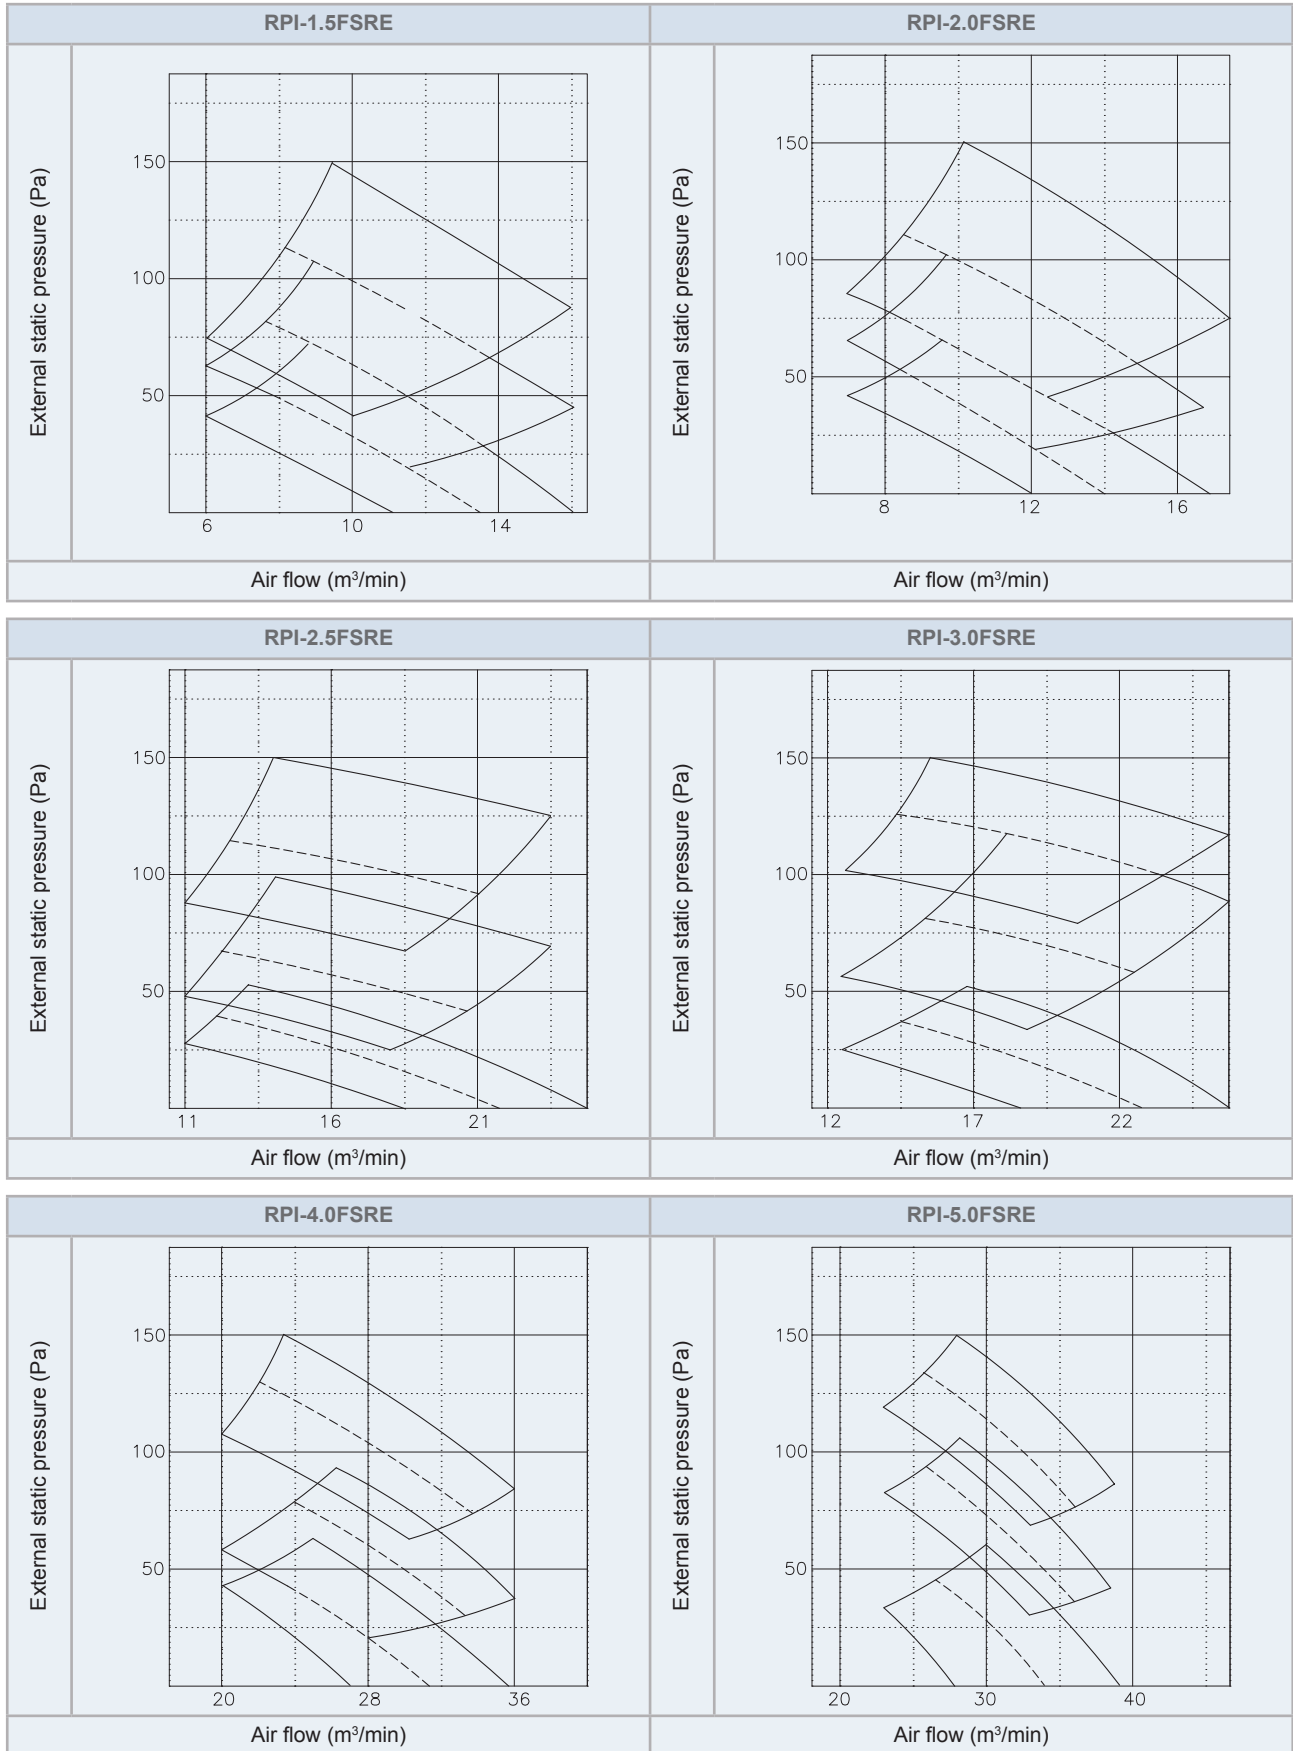 RPI-1.5FSRE
RPI-2.0FSRE
External static pressure (Pa)
150
100
50
6 10 14
External static pressure (Pa)
150
100
50
8 12 16
Air flow (m³/min)
Air flow (m³/min)
RPI-2.5FSRE
RPI-3.0FSRE
External static pressure (Pa)
150
100
50
11 16 21
External static pressure (Pa)
150
100
50
12 17 22
Air flow (m³/min)
Air flow (m³/min)
RPI-4.0FSRE
RPI-5.0FSRE
External static pressure (Pa)
150
100
50
20 28 36
External static pressure (Pa)
150
100
50
20 30 40
Air flow (m³/min)
Air flow (m³/min)